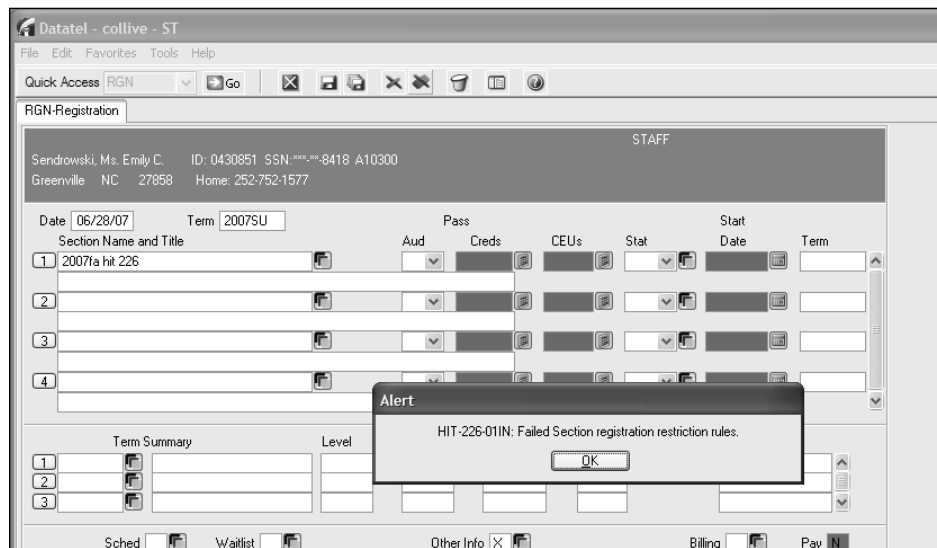 Datatel - collive - ST
File Edit Favorites Tools Help
Quick Access RGN Go
RGN-Registration
STAFF
Sendrowski, Ms. Emily C. ID: 0430851 SSN:***-**-8418 A10300
Greenville NC 27858 Home: 252-752-1577
Date 06/28/07 Term 2007SU Pass Start
Section Name and Title Aud Creds CEUs Stat Date Term
1 2007fa hit 226
2
3
4
Alert
HIT-226-01IN: Failed Section registration restriction rules.
OK
Term Summary Level
1
2
3
Sched Waitlist Other Info X Billing Pay N